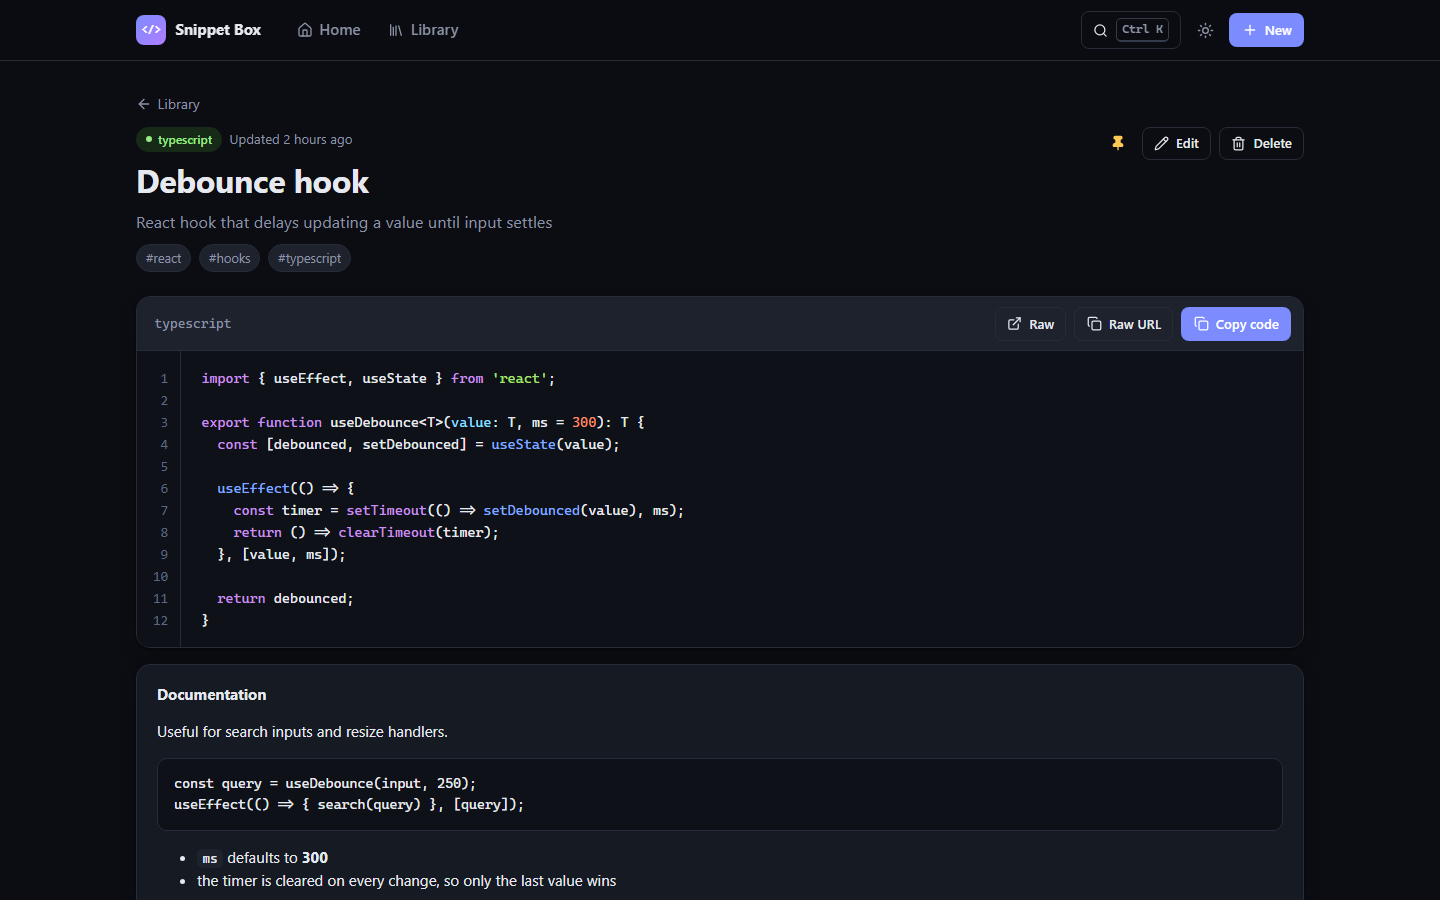 </> Snippet Box Home Library Ctrl K New
Library
typescript Updated 2 hours ago Edit Delete
Debounce hook
React hook that delays updating a value until input settles
#react #hooks #typescript
typescript Raw Raw URL Copy code
1 import { useEffect, useState } from 'react';
2
3 export function useDebounce<T>(value: T, ms = 300): T {
4   const [debounced, setDebounced] = useState(value);
5
6   useEffect(() => {
7     const timer = setTimeout(() => setDebounced(value), ms);
8     return () => clearTimeout(timer);
9   }, [value, ms]);
10
11   return debounced;
12 }
Documentation
Useful for search inputs and resize handlers.
const query = useDebounce(input, 250);
useEffect(() => { search(query) }, [query]);
• ms defaults to 300
• the timer is cleared on every change, so only the last value wins